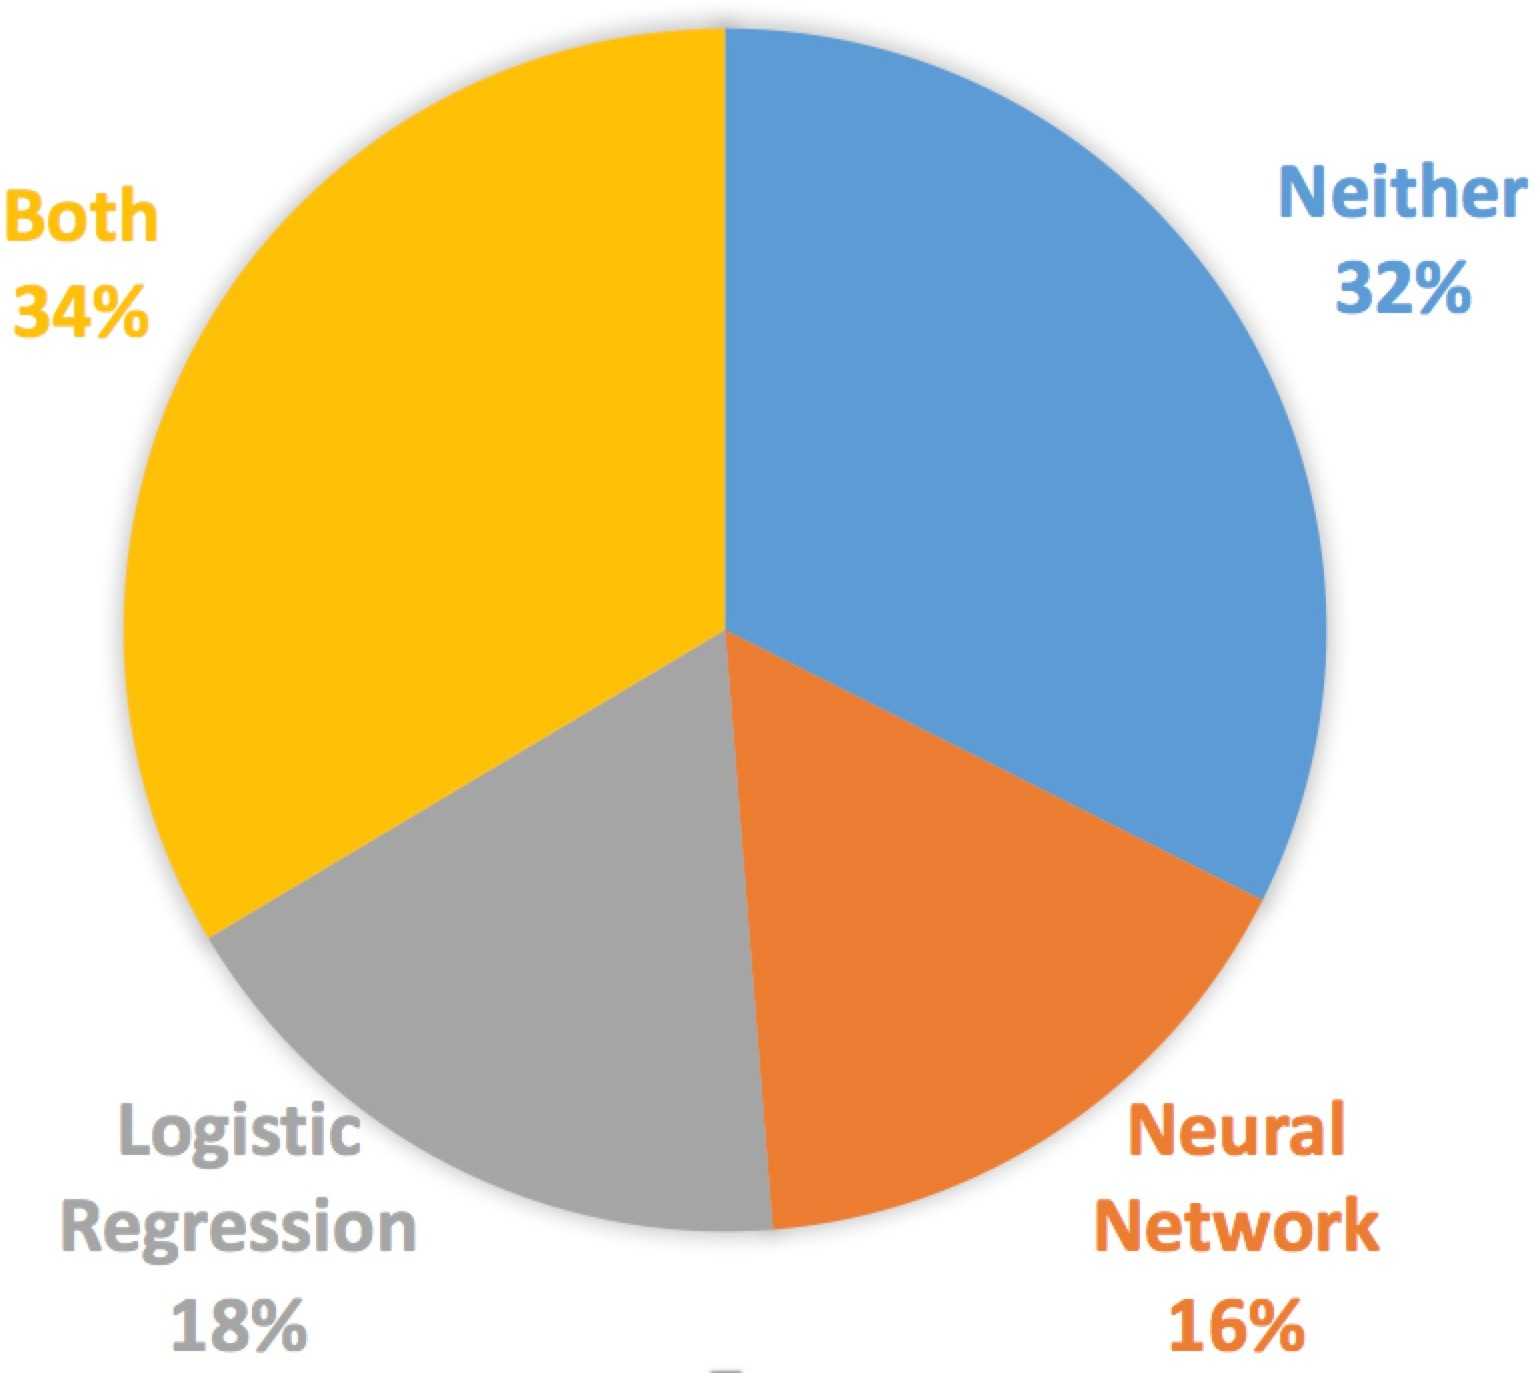 Both
34%
Neither
32%
Logistic
Regression
18%
Neural
Network
16%